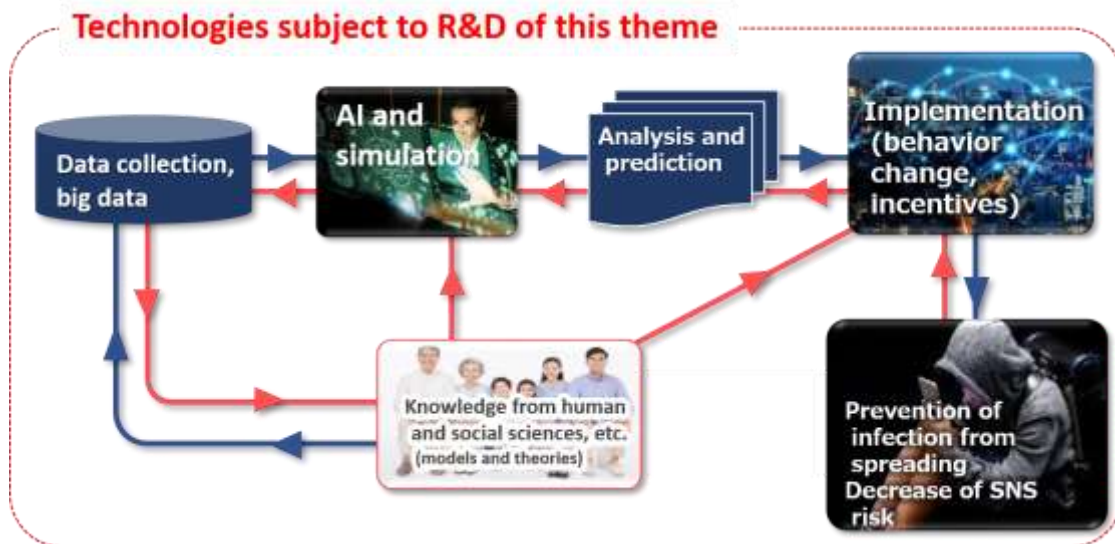 Technologies subject to R&D of this theme
Data collection,
big data
AI and
simulation
Analysis and
prediction
Implementation
(behavior
change,
incentives)
Knowledge from human
and social sciences, etc.
(models and theories)
Prevention of
infection from
spreading
Decrease of SNS
risk